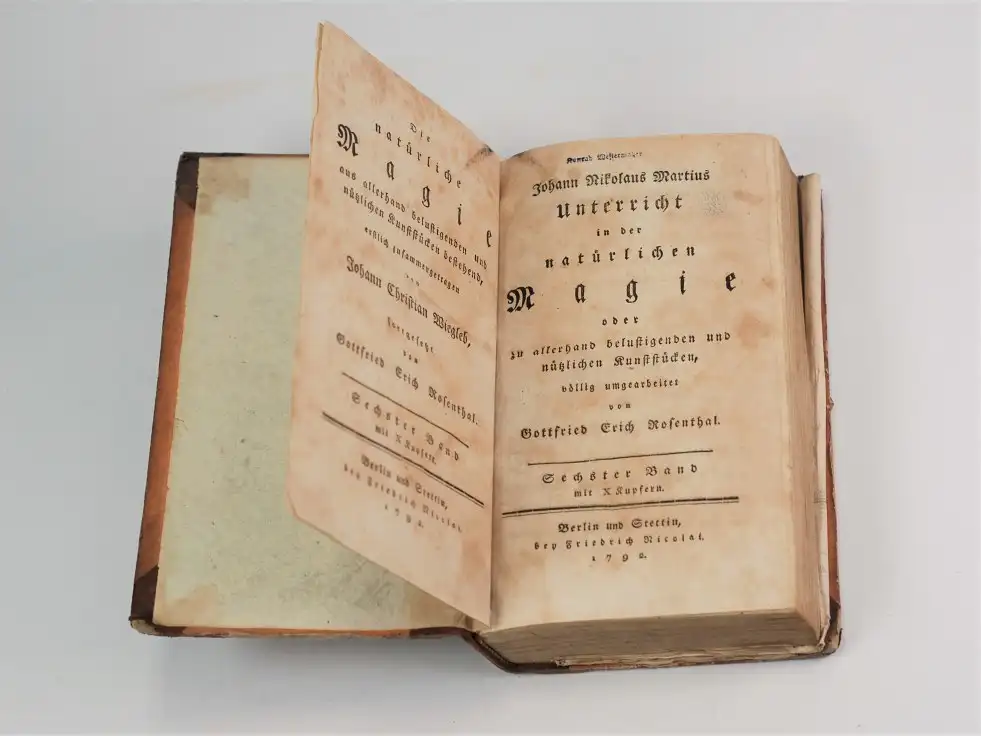 Die
natürliche
Magie
aus allerhand belustigenden und
nützlichen Kunststücken bestehend,
erstlich zusammengetragen
von
Johann Christian Wiegleb,
fortgesetzt
von
Gottfried Erich Rosenthal.
Sechster Band
mit X Kupfern.
Berlin und Stettin,
bey Friedrich Nicolai.
1792.
Johann Nikolaus Martius
Unterricht
in der
natürlichen
Magie
oder
zu allerhand belustigenden und
nützlichen Kunststücken,
völlig umgearbeitet
von
Gottfried Erich Rosenthal.
Sechster Band
mit X Kupfern.
Berlin und Stettin,
bey Friedrich Nicolai.
1792.